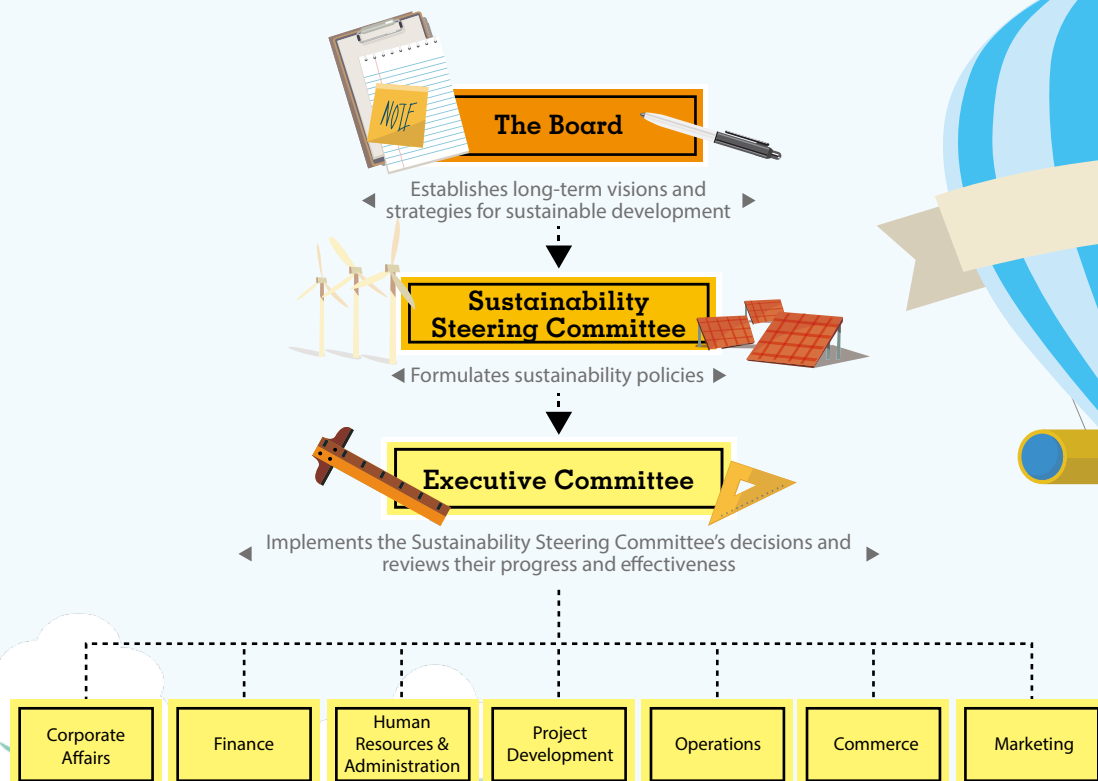 NOTE
The Board
Establishes long-term visions and
strategies for sustainable development
Sustainability
Steering Committee
Formulates sustainability policies
Executive Committee
Implements the Sustainability Steering Committee’s decisions and
reviews their progress and effectiveness
Corporate
Affairs
Finance
Human
Resources &
Administration
Project
Development
Operations
Commerce
Marketing